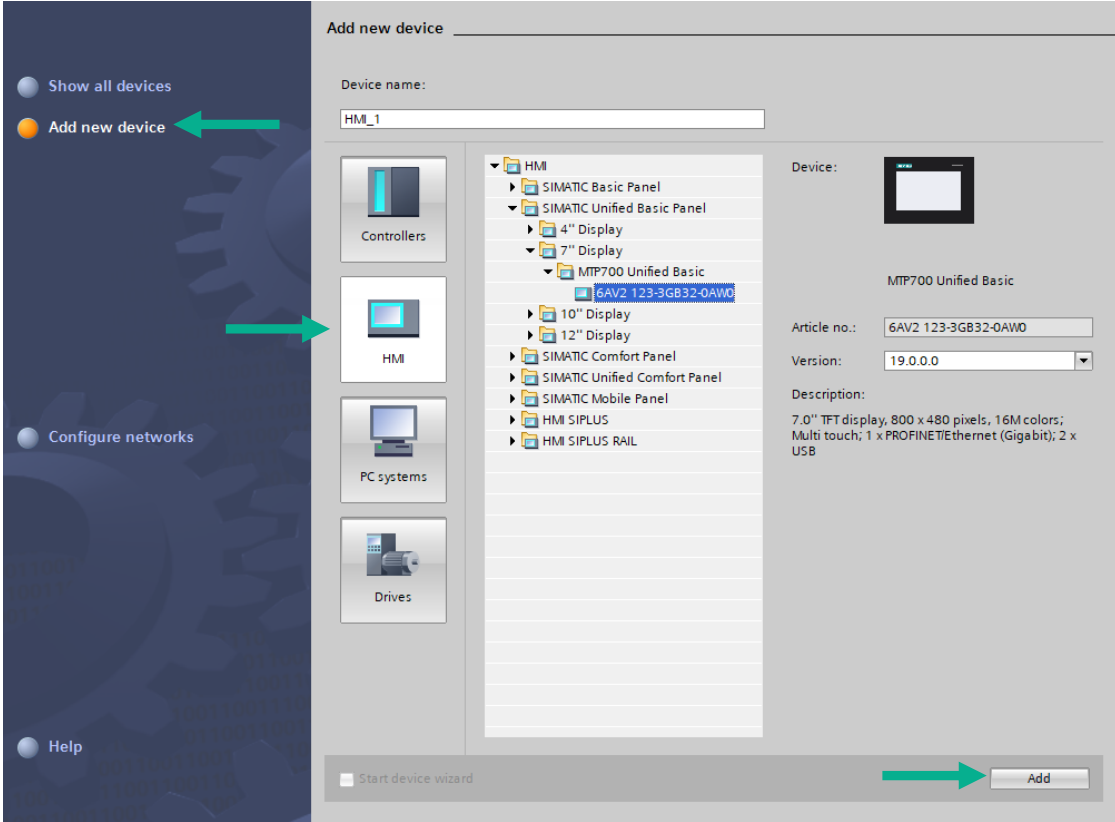 Add new device
Show all devices
Add new device
Configure networks
Help
Device name:
HMI_1
Controllers
HMI
PC systems
Drives
HMI
SIMATIC Basic Panel
SIMATIC Unified Basic Panel
4'' Display
7'' Display
MTP700 Unified Basic
6AV2 123-3GB32-0AW0
10'' Display
12'' Display
SIMATIC Comfort Panel
SIMATIC Unified Comfort Panel
SIMATIC Mobile Panel
HMI SIPLUS
HMI SIPLUS RAIL
Device:
MTP700 Unified Basic
Article no.:
6AV2 123-3GB32-0AW0
Version:
19.0.0.0
Description:
7.0'' TFT display, 800 x 480 pixels, 16M colors;
Multi touch; 1 x PROFINET/Ethernet (Gigabit); 2 x
USB
Start device wizard
Add